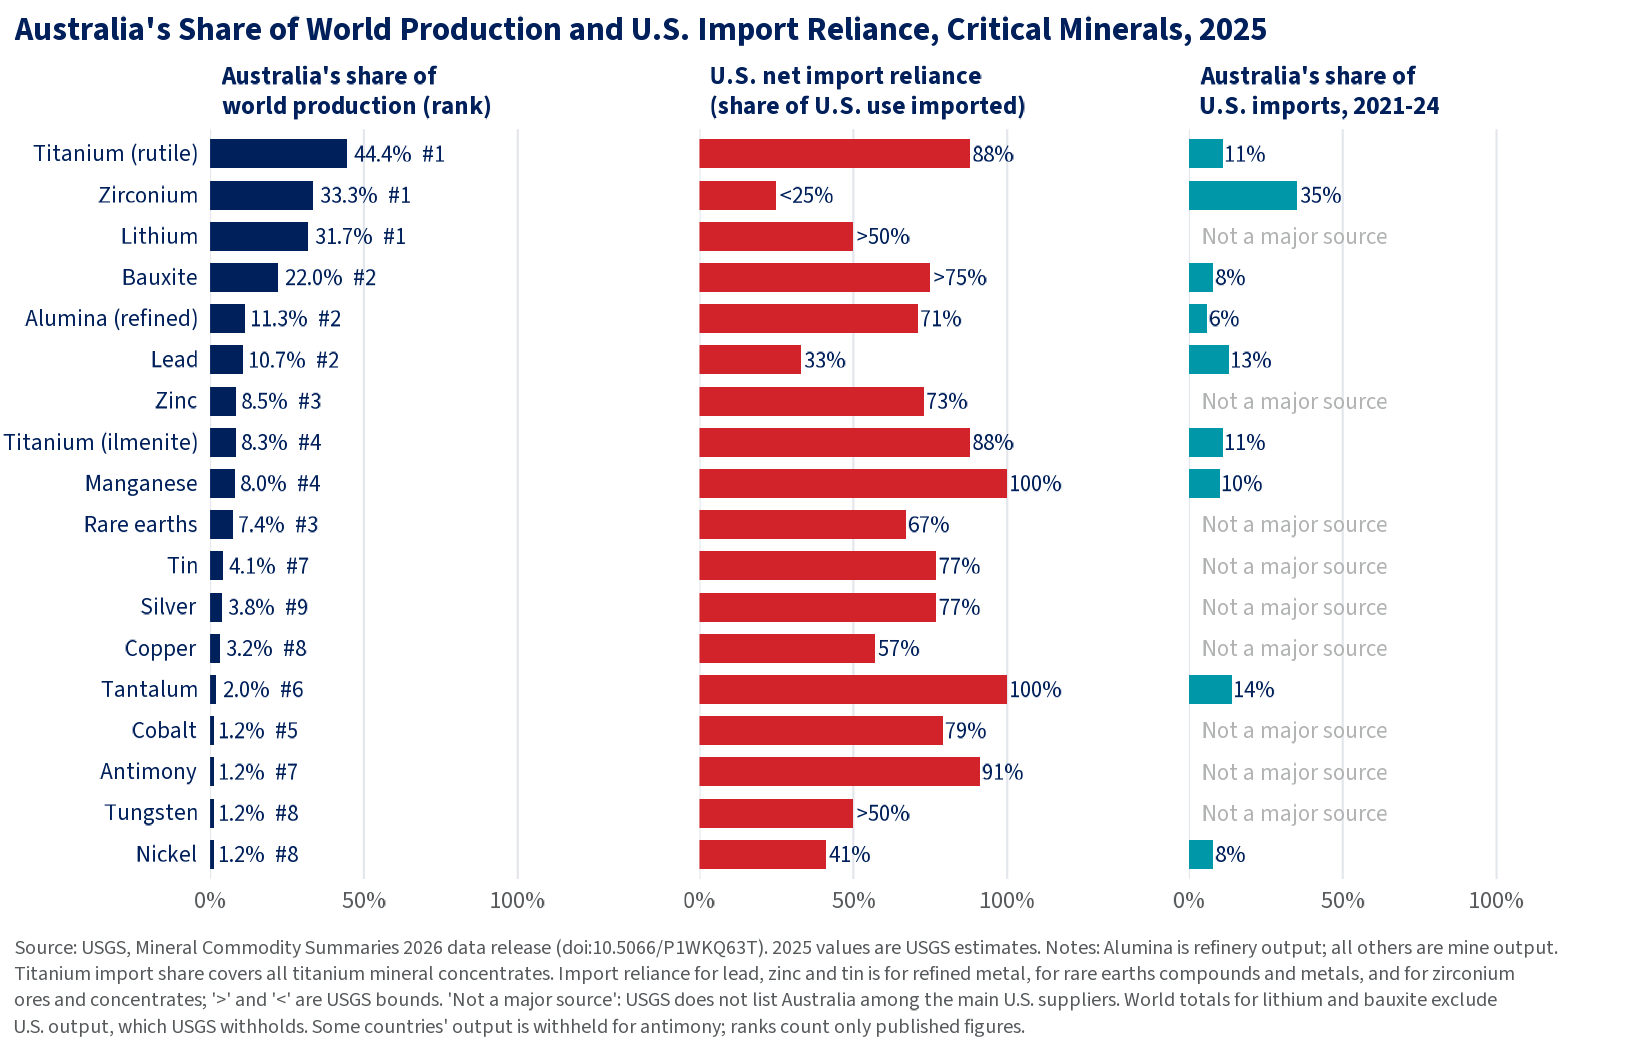 Australia's Share of World Production and U.S. Import Reliance, Critical Minerals, 2025
Australia's share of
world production (rank)
U.S. net import reliance
(share of U.S. use imported)
Australia's share of
U.S. imports, 2021-24
Titanium (rutile) 44.4% #1 88% 11%
Zirconium 33.3% #1 <25% 35%
Lithium 31.7% #1 >50% Not a major source
Bauxite 22.0% #2 >75% 8%
Alumina (refined) 11.3% #2 71% 6%
Lead 10.7% #2 33% 13%
Zinc 8.5% #3 73% Not a major source
Titanium (ilmenite) 8.3% #4 88% 11%
Manganese 8.0% #4 100% 10%
Rare earths 7.4% #3 67% Not a major source
Tin 4.1% #7 77% Not a major source
Silver 3.8% #9 77% Not a major source
Copper 3.2% #8 57% Not a major source
Tantalum 2.0% #6 100% 14%
Cobalt 1.2% #5 79% Not a major source
Antimony 1.2% #7 91% Not a major source
Tungsten 1.2% #8 >50% Not a major source
Nickel 1.2% #8 41% 8%
0% 50% 100% 0% 50% 100% 0% 50% 100%
Source: USGS, Mineral Commodity Summaries 2026 data release (doi:10.5066/P1WKQ63T). 2025 values are USGS estimates. Notes: Alumina is refinery output; all others are mine output.
Titanium import share covers all titanium mineral concentrates. Import reliance for lead, zinc and tin is for refined metal, for rare earths compounds and metals, and for zirconium
ores and concentrates; '>' and '<' are USGS bounds. 'Not a major source': USGS does not list Australia among the main U.S. suppliers. World totals for lithium and bauxite exclude
U.S. output, which USGS withholds. Some countries' output is withheld for antimony; ranks count only published figures.